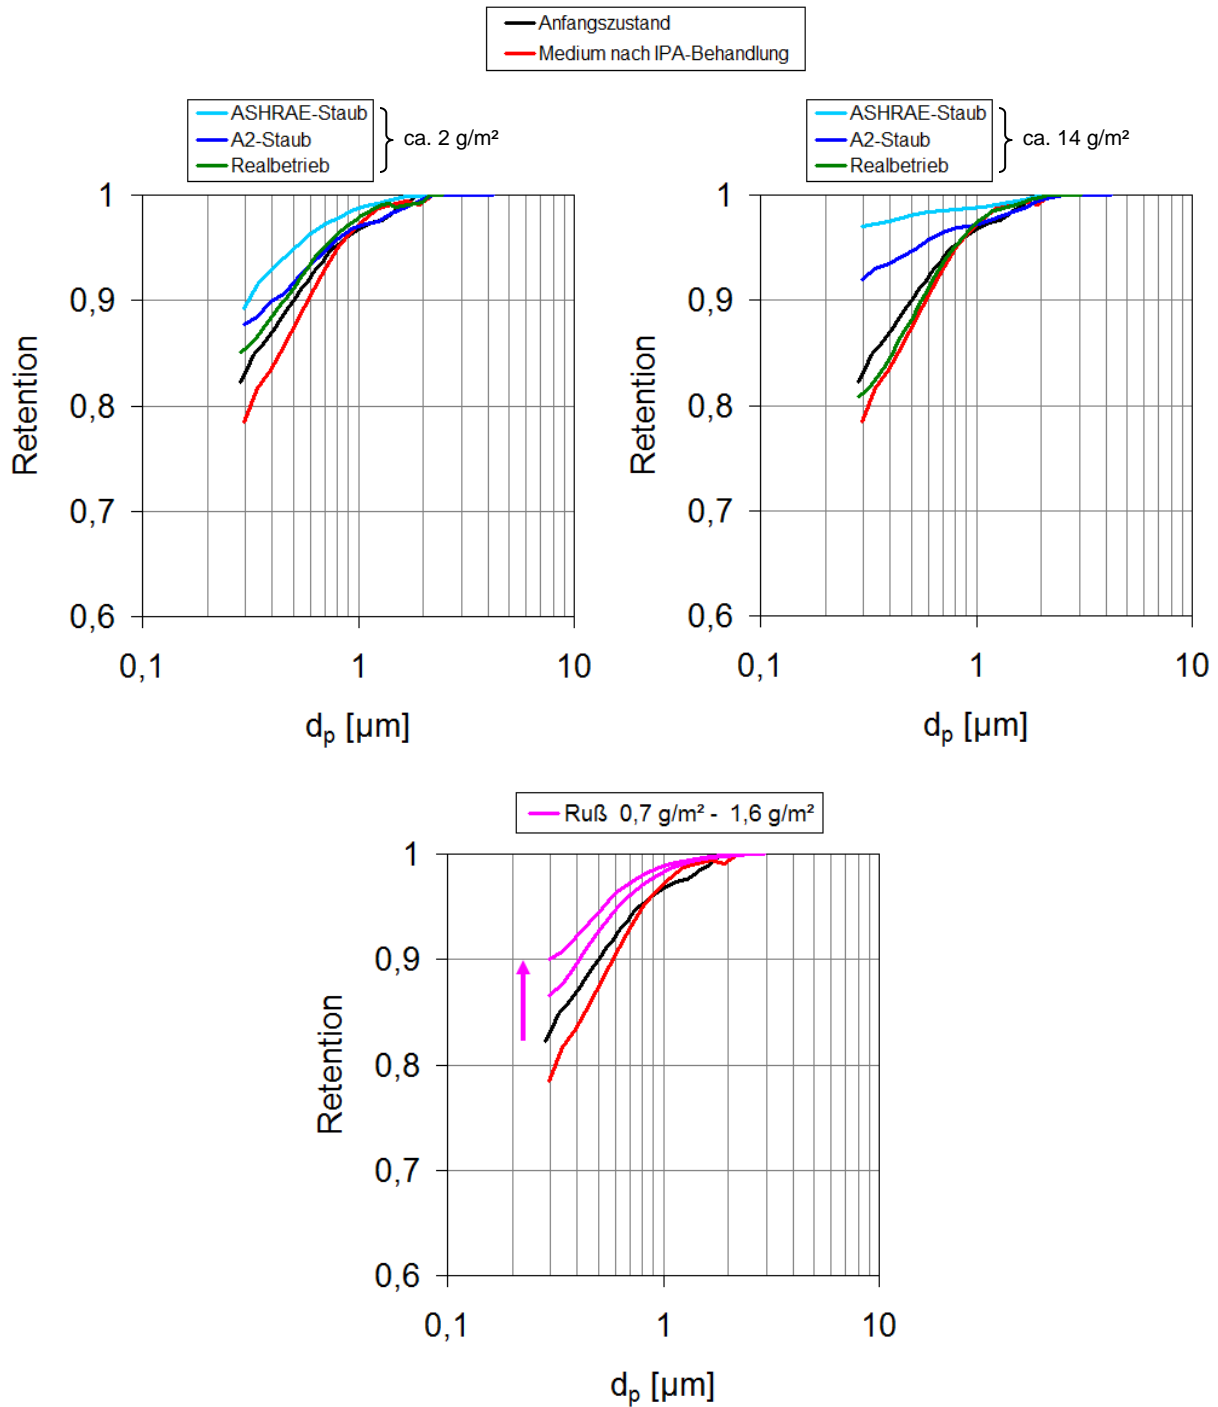 Anfangszustand
Medium nach IPA-Behandlung
ASHRAE-Staub
A2-Staub
Realbetrieb
ca. 2 g/m²
ASHRAE-Staub
A2-Staub
Realbetrieb
ca. 14 g/m²
1
0,9
0,8
0,7
0,6
0,1
1
10
Retention
dp [µm]
1
0,9
0,8
0,7
0,6
0,1
1
10
Retention
dp [µm]
Ruß 0,7 g/m² - 1,6 g/m²
1
0,9
0,8
0,7
0,6
0,1
1
10
Retention
dp [µm]